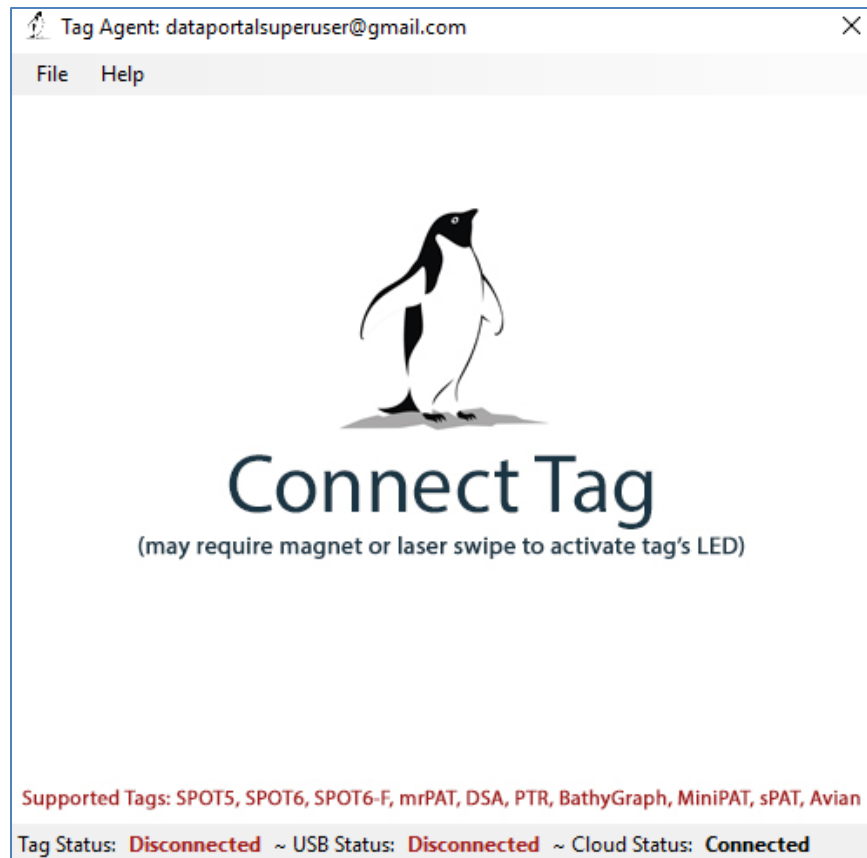 Tag Agent: dataportalsuperuser@gmail.com
File Help
Connect Tag
(may require magnet or laser swipe to activate tag's LED)
Supported Tags: SPOT5, SPOT6, SPOT6-F, mrPAT, DSA, PTR, BathyGraph, MiniPAT, sPAT, Avian
Tag Status: Disconnected ~ USB Status: Disconnected ~ Cloud Status: Connected